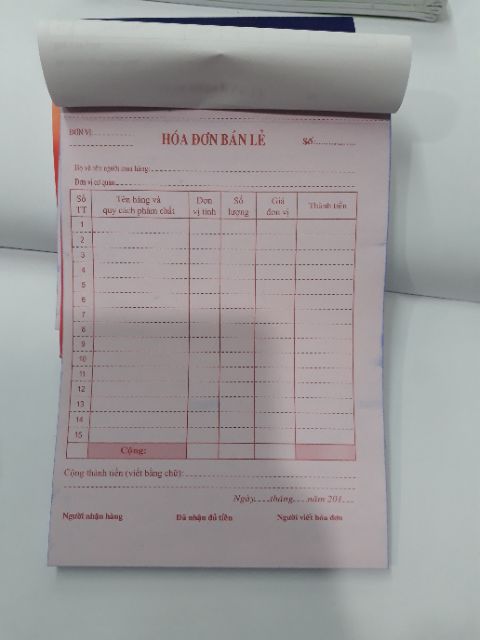 ĐƠN VỊ:................
HÓA ĐƠN BÁN LẺ
Số:...............
Họ và tên người mua hàng:
Đơn vị cơ quan:
Số TT
Tên hàng và quy cách phẩm chất
Đơn vị tính
Số lượng
Giá đơn vị
Thành tiền
1
2
3
4
5
6
7
8
9
10
11
12
13
14
15
Cộng:
Cộng thành tiền (viết bằng chữ):
Ngày.....tháng.....năm 201....
Người nhận hàng
Đã nhận đủ tiền
Người viết hóa đơn